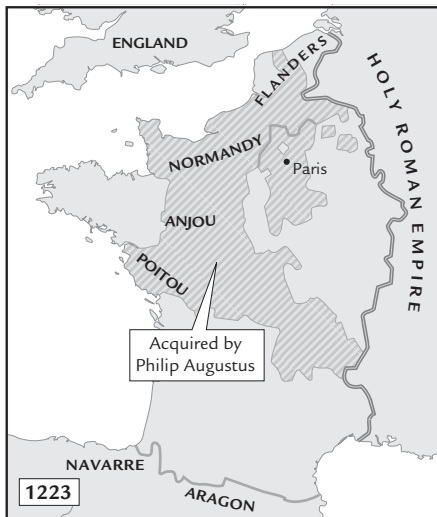 ENGLAND
FLANDERS
HOLY ROMAN EMPIRE
NORMANDY
Paris
ANJOU
POITOU
Acquired by
Philip Augustus
NAVARRE
1223
ARAGON